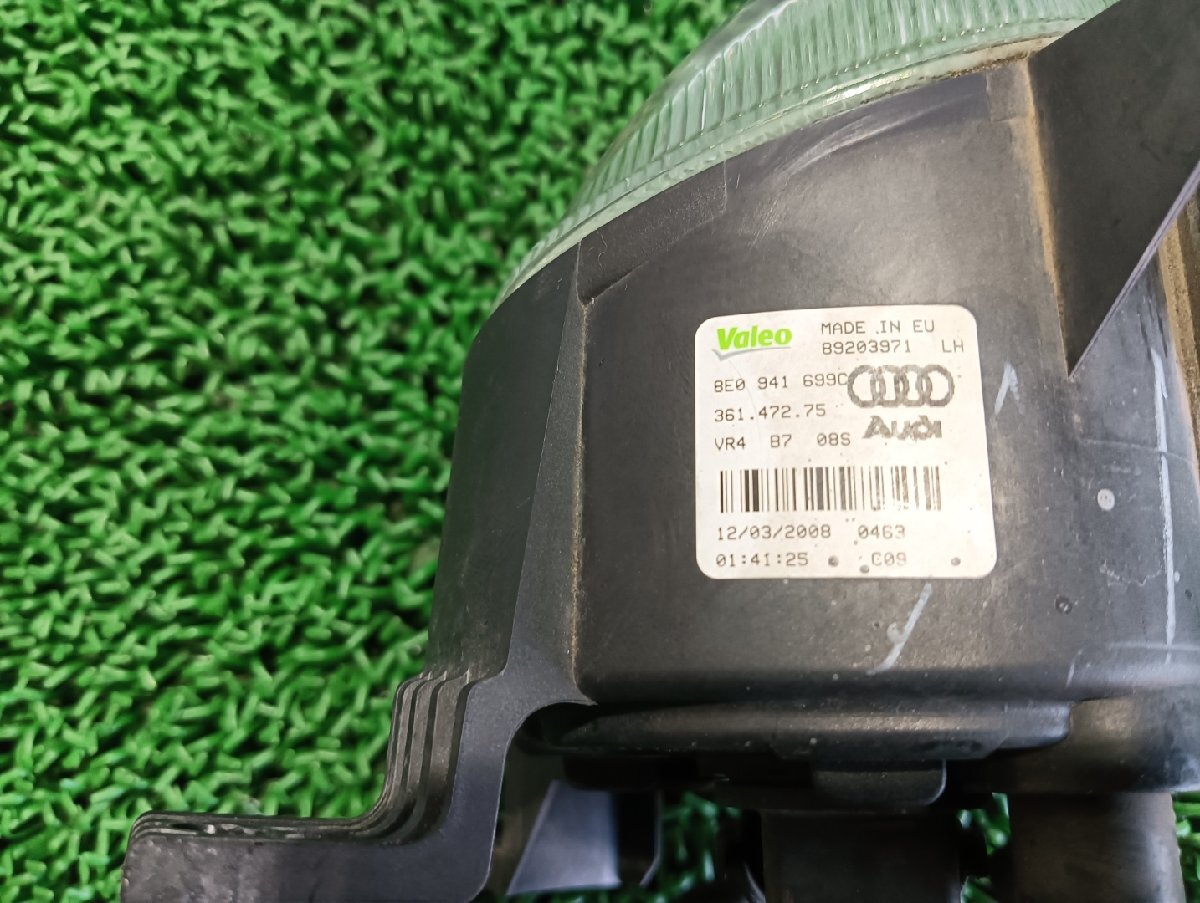 Valeo MADE IN EU
89203971 LH
8E0 941 699C
361.472.75
VR4 B7 08S Audi
12/03/2008 0463
01:41:25 C09